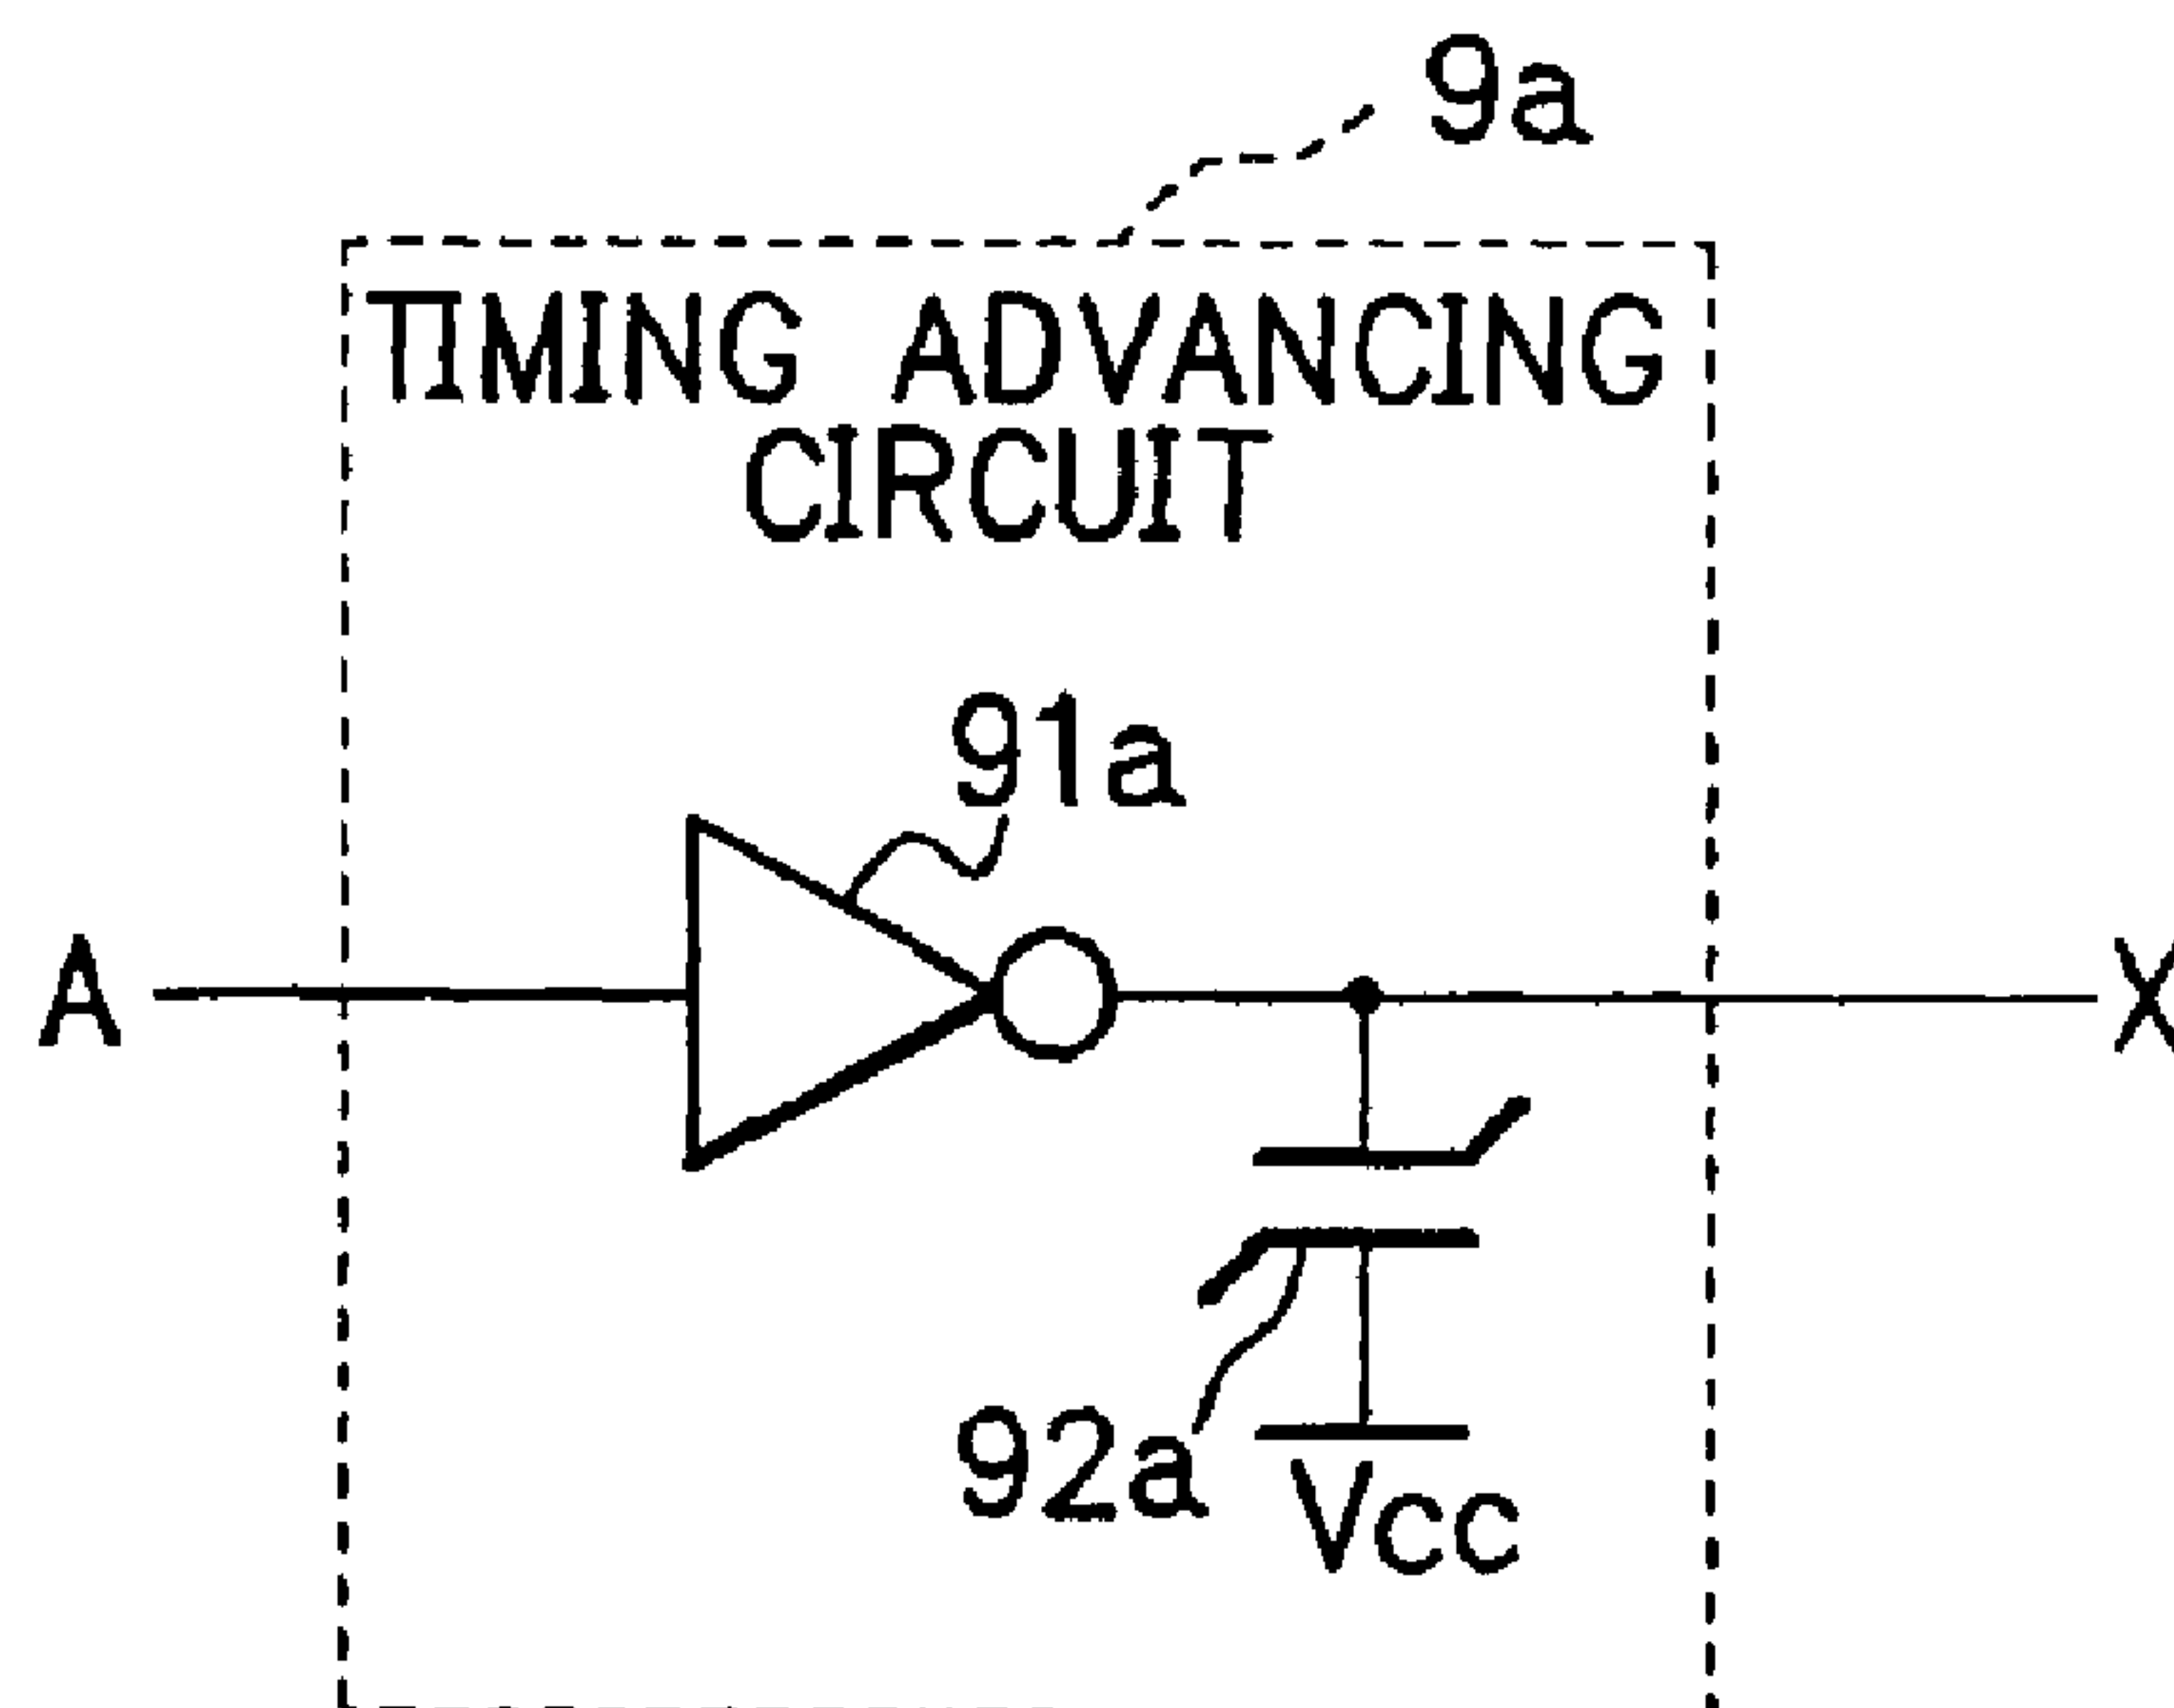 9a
TIMING ADVANCING
CIRCUIT
91a
A
X
92a
Vcc